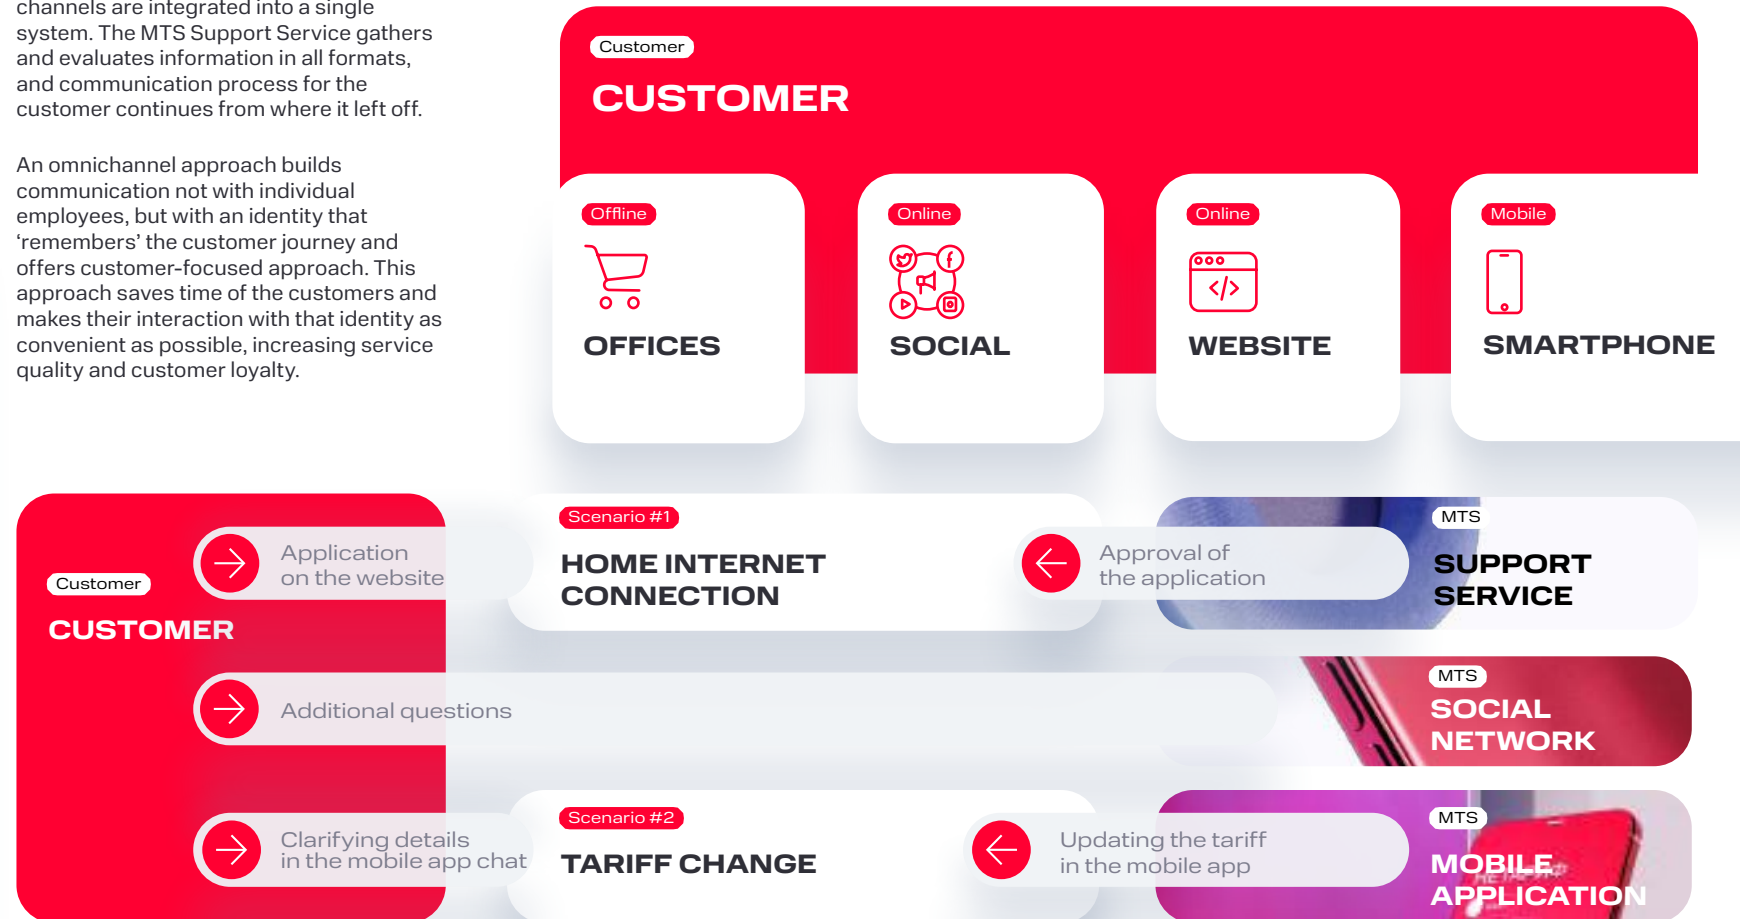 channels are integrated into a single
system. The MTS Support Service gathers
and evaluates information in all formats,
and communication process for the
customer continues from where it left off.
An omnichannel approach builds
communication not with individual
employees, but with an identity that
‘remembers’ the customer journey and
offers customer-focused approach. This
approach saves time of the customers and
makes their interaction with that identity as
convenient as possible, increasing service
quality and customer loyalty.
Customer
CUSTOMER
Offline
OFFICES
Online
SOCIAL
Online
WEBSITE
Mobile
SMARTPHONE
Customer
CUSTOMER
Application
on the website
Scenario #1
HOME INTERNET
CONNECTION
Approval of
the application
MTS
SUPPORT
SERVICE
Additional questions
MTS
SOCIAL
NETWORK
Clarifying details
in the mobile app chat
Scenario #2
TARIFF CHANGE
Updating the tariff
in the mobile app
MTS
MOBILE
APPLICATION